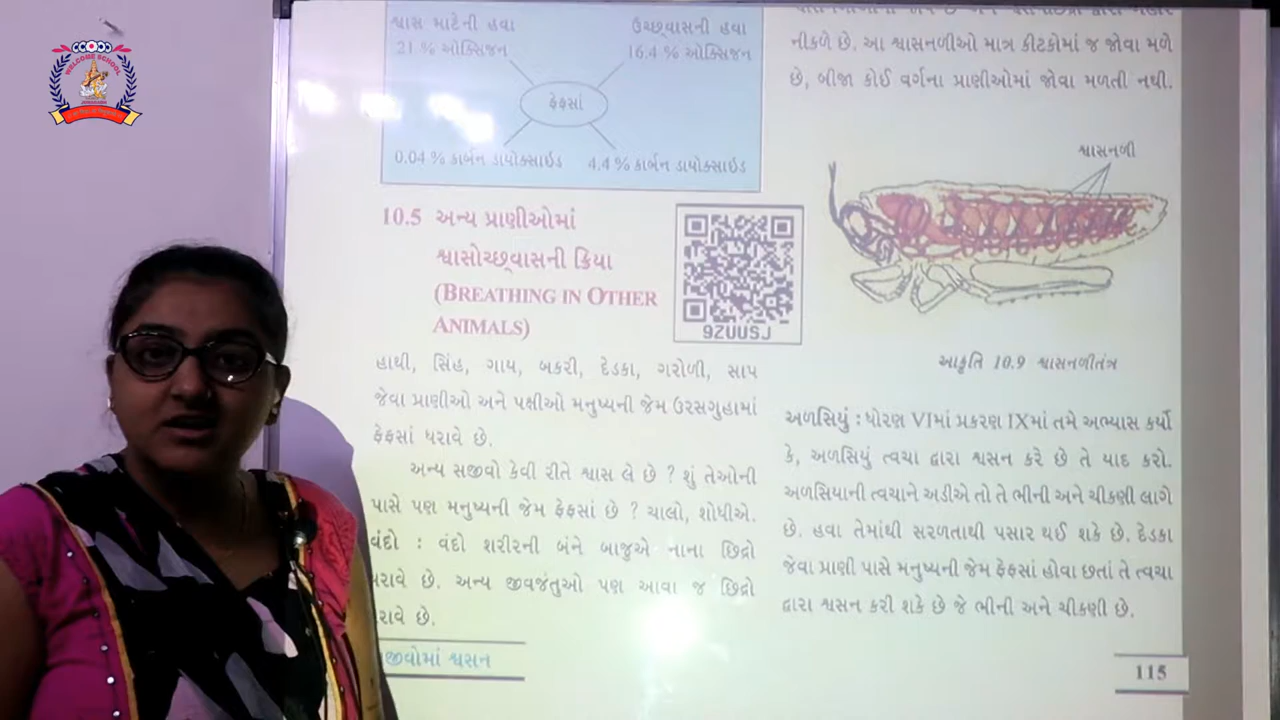 WELCOME SCHOOL
શ્વાસ માટેની હવા
21 % ઓક્સિજન
ઉચ્છ્વાસની હવા
16.4 % ઓક્સિજન
ફેફસાં
0.04 % કાર્બન ડાયોક્સાઇડ
4.4 % કાર્બન ડાયોક્સાઇડ
10.5 અન્ય પ્રાણીઓમાં
શ્વાસોચ્છ્વાસની ક્રિયા
(BREATHING IN OTHER
ANIMALS)
9ZUUSJ
હાથી, સિંહ, ગાય, બકરી, દેડકા, ગરોળી, સાપ
જેવા પ્રાણીઓ અને પક્ષીઓ મનુષ્યની જેમ ઉરસગુહામાં
ફેફસાં ધરાવે છે.
અન્ય સજીવો કેવી રીતે શ્વાસ લે છે ? શું તેઓની
પાસે પણ મનુષ્યની જેમ ફેફસાં છે ? ચાલો, શોધીએ.
વંદો : વંદો શરીરની બંને બાજુએ નાના છિદ્રો
ધરાવે છે. અન્ય જીવજંતુઓ પણ આવા જ છિદ્રો
ધરાવે છે.
સજીવોમાં શ્વસન
નીકળે છે. આ શ્વાસનળીઓ માત્ર કીટકોમાં જ જોવા મળે
છે, બીજા કોઈ વર્ગના પ્રાણીઓમાં જોવા મળતી નથી.
શ્વાસનળી
આકૃતિ 10.9 શ્વાસનળીતંત્ર
અળસિયું : ધોરણ VIમાં પ્રકરણ IXમાં તમે અભ્યાસ કર્યો
કે, અળસિયું ત્વચા દ્વારા શ્વસન કરે છે તે યાદ કરો.
અળસિયાની ત્વચાને અડીએ તો તે ભીની અને ચીકણી લાગે
છે. હવા તેમાંથી સરળતાથી પસાર થઈ શકે છે. દેડકા
જેવા પ્રાણી પાસે મનુષ્યની જેમ ફેફસાં હોવા છતાં તે ત્વચા
દ્વારા શ્વસન કરી શકે છે જે ભીની અને ચીકણી છે.
115